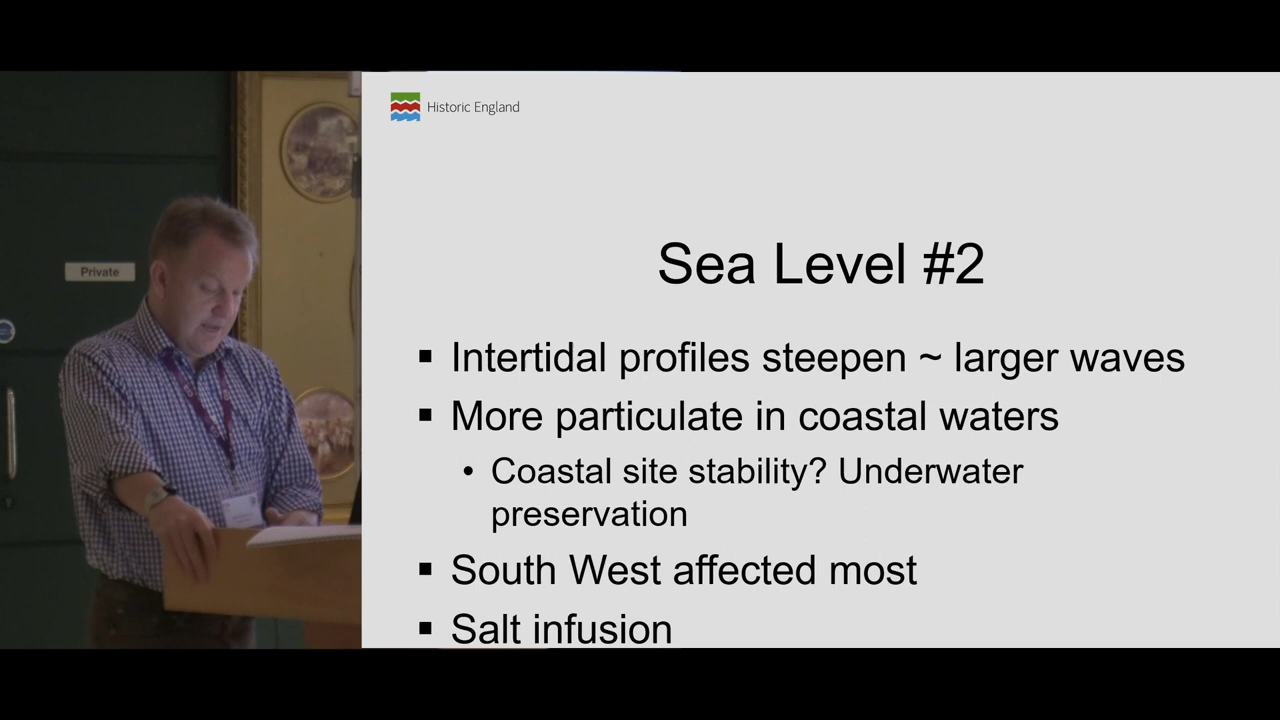 Historic England
Private
Sea Level #2
▪ Intertidal profiles steepen ~ larger waves
▪ More particulate in coastal waters
• Coastal site stability? Underwater
preservation
▪ South West affected most
▪ Salt infusion